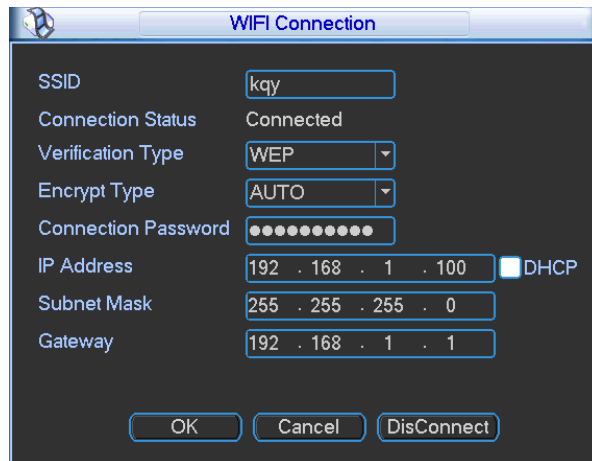 WIFI Connection
SSID kqy
Connection Status Connected
Verification Type WEP
Encrypt Type AUTO
Connection Password ●●●●●●●●●●
IP Address 192 . 168 . 1 . 100 DHCP
Subnet Mask 255 . 255 . 255 . 0
Gateway 192 . 168 . 1 . 1
OK Cancel DisConnect